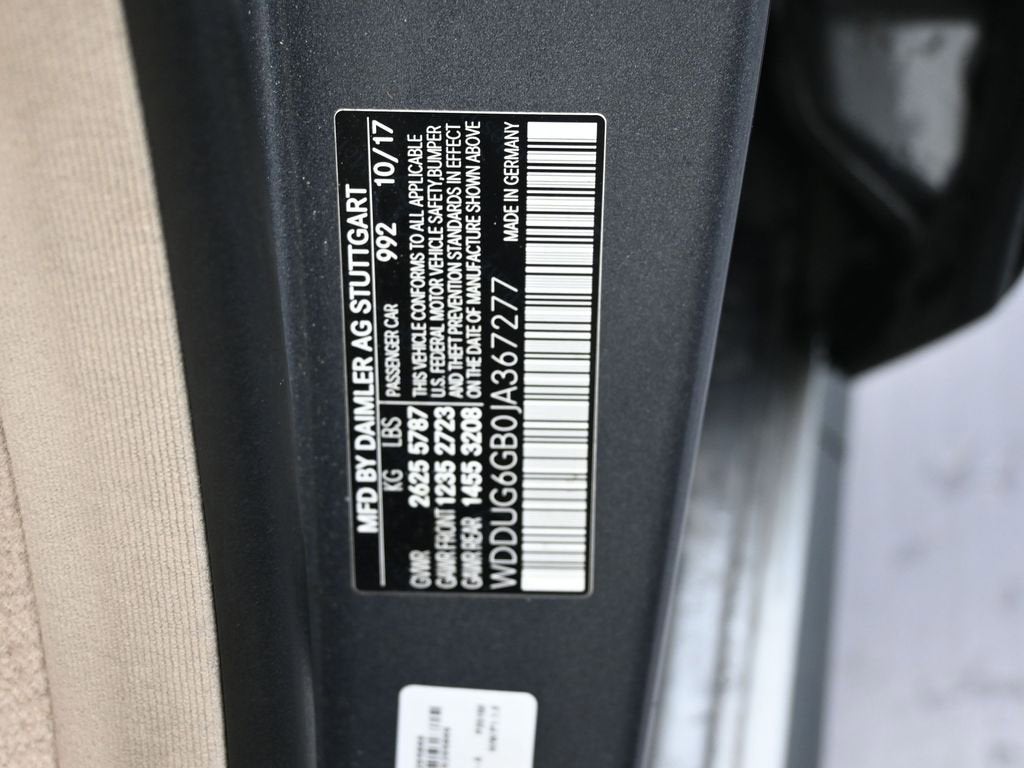 MFD BY DAIMLER AG STUTTGART
KG LBS PASSENGER CAR 992 10/17
GVWR 2625 5787 THIS VEHICLE CONFORMS TO ALL APPLICABLE
GAWR FRONT 1235 2723 U.S. FEDERAL MOTOR VEHICLE SAFETY,BUMPER
GAWR REAR 1455 3208 AND THEFT PREVENTION STANDARDS IN EFFECT
ON THE DATE OF MANUFACTURE SHOWN ABOVE
WDDUG6GB0JA367277 MADE IN GERMANY